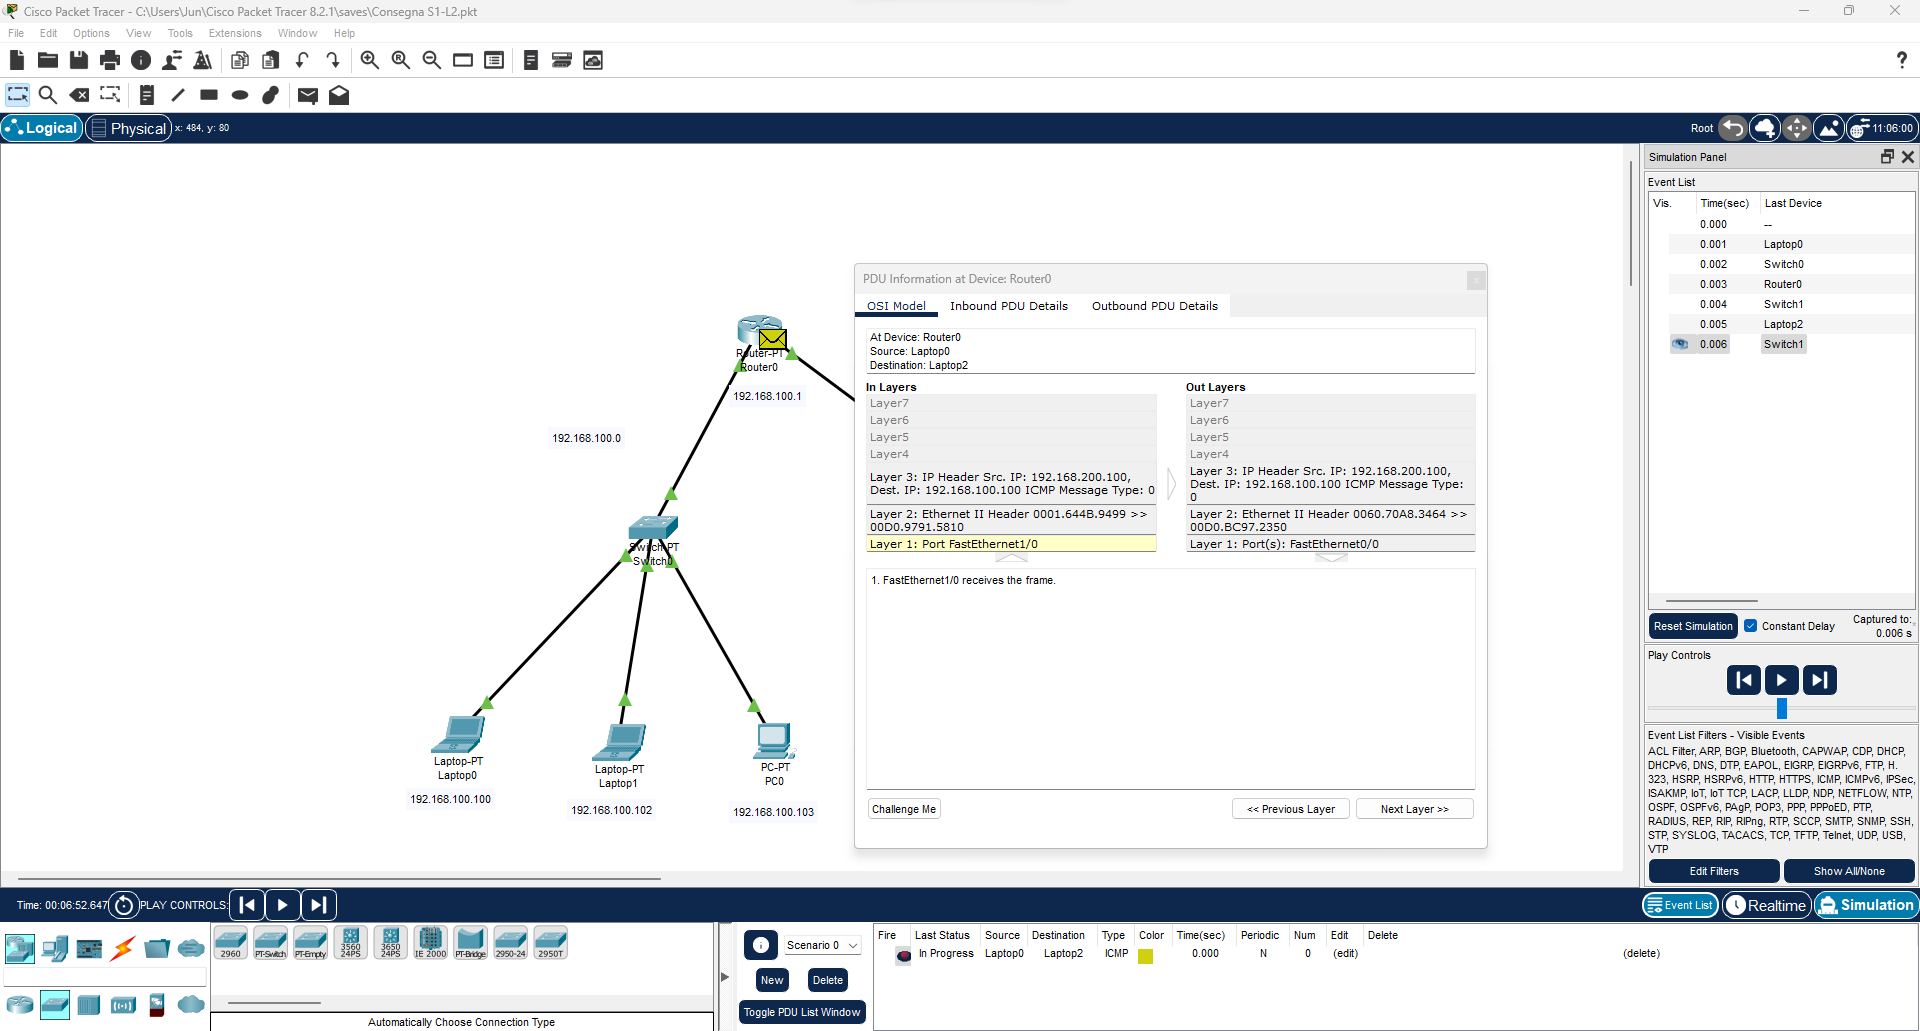 Cisco Packet Tracer - C:\Users\Jun\Cisco Packet Tracer 8.2.1\saves\Consegna S1-L2.pkt
File Edit Options View Tools Extensions Window Help
Logical Physical x: 484, y: 80 Root 11:06:00
Router-PT
Router0
192.168.100.1
192.168.100.0
Switch-PT
Switch0
Laptop-PT
Laptop0
192.168.100.100
Laptop-PT
Laptop1
192.168.100.102
PC-PT
PC0
192.168.100.103
PDU Information at Device: Router0
OSI Model Inbound PDU Details Outbound PDU Details
At Device: Router0
Source: Laptop0
Destination: Laptop2
In Layers
Layer7
Layer6
Layer5
Layer4
Layer 3: IP Header Src. IP: 192.168.200.100,
Dest. IP: 192.168.100.100 ICMP Message Type: 0
Layer 2: Ethernet II Header 0001.644B.9499 >>
00D0.9791.5810
Layer 1: Port FastEthernet1/0
Out Layers
Layer7
Layer6
Layer5
Layer4
Layer 3: IP Header Src. IP: 192.168.200.100,
Dest. IP: 192.168.100.100 ICMP Message Type:
0
Layer 2: Ethernet II Header 0060.70A8.3464 >>
00D0.BC97.2350
Layer 1: Port(s): FastEthernet0/0
1. FastEthernet1/0 receives the frame.
Challenge Me << Previous Layer Next Layer >>
Simulation Panel
Event List
Vis. Time(sec) Last Device
0.000 --
0.001 Laptop0
0.002 Switch0
0.003 Router0
0.004 Switch1
0.005 Laptop2
0.006 Switch1
Reset Simulation Constant Delay Captured to:
0.006 s
Play Controls
Event List Filters - Visible Events
ACL Filter, ARP, BGP, Bluetooth, CAPWAP, CDP, DHCP,
DHCPv6, DNS, DTP, EAPOL, EIGRP, EIGRPv6, FTP, H.
323, HSRP, HSRPv6, HTTP, HTTPS, ICMP, ICMPv6, IPSec,
ISAKMP, IoT, IoT TCP, LACP, LLDP, NDP, NETFLOW, NTP,
OSPF, OSPFv6, PAgP, POP3, PPP, PPPoED, PTP,
RADIUS, REP, RIP, RIPng, RTP, SCCP, SMTP, SNMP, SSH,
STP, SYSLOG, TACACS, TCP, TFTP, Telnet, UDP, USB,
VTP
Edit Filters Show All/None
Time: 00:06:52.647 PLAY CONTROLS: Event List Realtime Simulation
2960 PT-Switch PT-Empty 3560 24PS 3650 24PS IE 2000 PT-Bridge 2950-24 2950T
Automatically Choose Connection Type
Scenario 0
New Delete
Toggle PDU List Window
Fire Last Status Source Destination Type Color Time(sec) Periodic Num Edit Delete
In Progress Laptop0 Laptop2 ICMP 0.000 N 0 (edit) (delete)